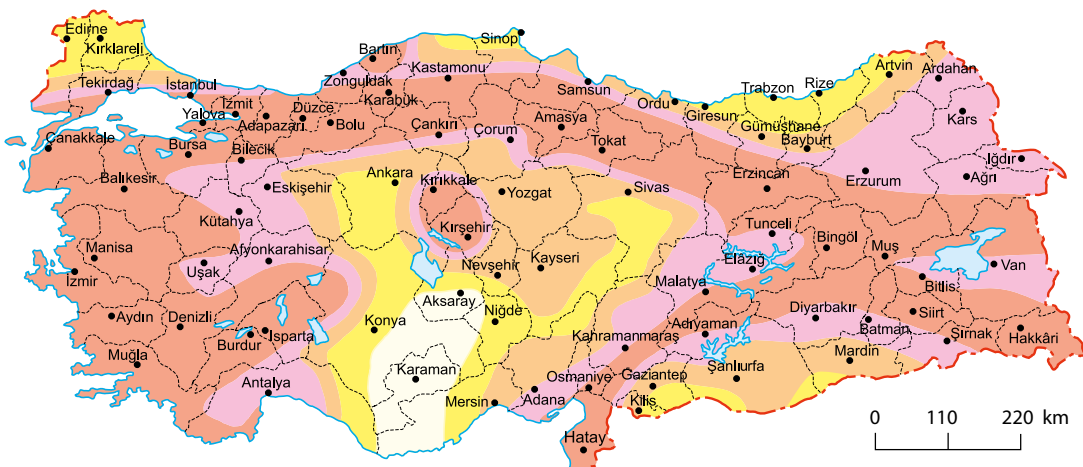 Edirne
Kırklareli
Tekirdağ
İstanbul
Bartın
Zonguldak
Karabük
Kastamonu
Sinop
Samsun
Ordu
Giresun
Trabzon
Rize
Artvin
Ardahan
Kars
Iğdır
Ağrı
Gümüşhane
Bayburt
Erzurum
Erzincan
Çanakkale
Yalova
İzmit
Adapazarı
Düzce
Bolu
Bursa
Bilecik
Çankırı
Çorum
Amasya
Tokat
Balıkesir
Eskişehir
Kütahya
Ankara
Kırıkkale
Yozgat
Sivas
Kırşehir
Manisa
İzmir
Uşak
Afyonkarahisar
Nevşehir
Kayseri
Tunceli
Elazığ
Bingöl
Muş
Van
Bitlis
Malatya
Aydın
Denizli
Burdur
Isparta
Konya
Aksaray
Niğde
Kahramanmaraş
Adıyaman
Diyarbakır
Batman
Siirt
Şırnak
Hakkâri
Muğla
Antalya
Karaman
Mersin
Adana
Osmaniye
Gaziantep
Kilis
Şanlıurfa
Mardin
Hatay
0 110 220 km